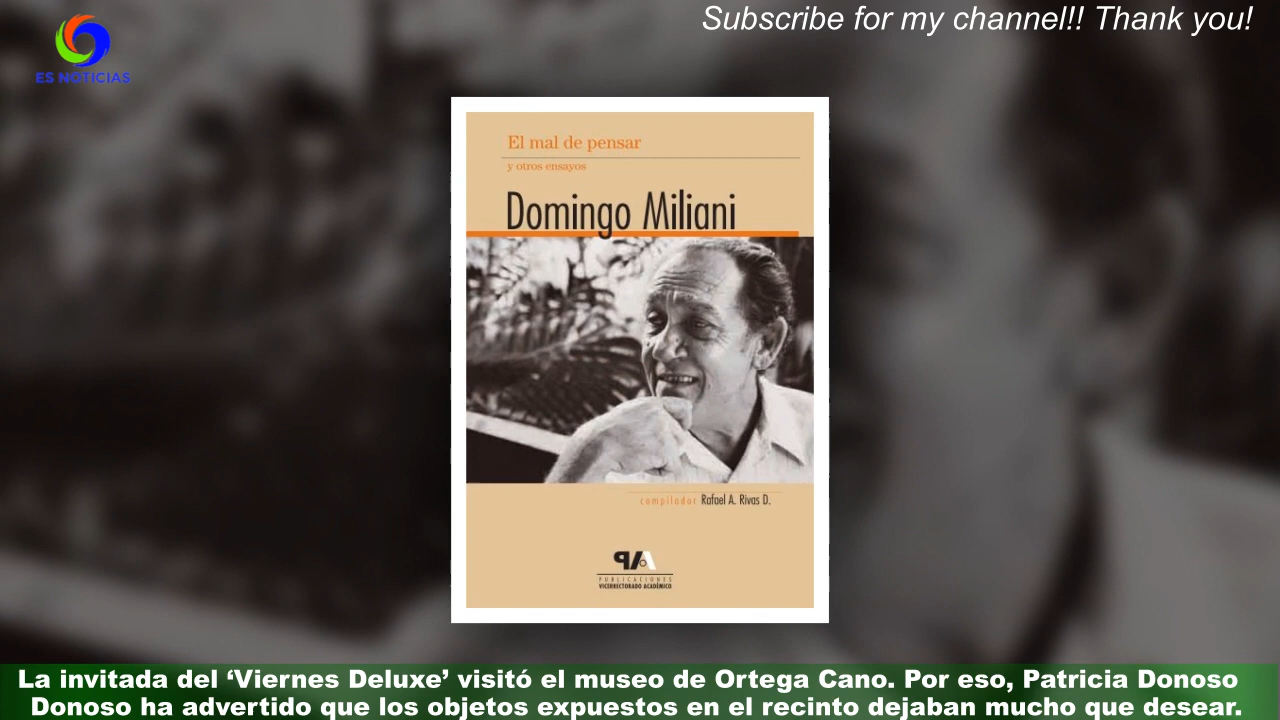 Subscribe for my channel!! Thank you!
ES NOTICIAS
El mal de pensar
y otros ensayos
Domingo Miliani
compilador Rafael A. Rivas D.
PUBLICACIONES
VICERRECTORADO ACADÉMICO
La invitada del ‘Viernes Deluxe’ visitó el museo de Ortega Cano. Por eso, Patricia Donoso
Donoso ha advertido que los objetos expuestos en el recinto dejaban mucho que desear.